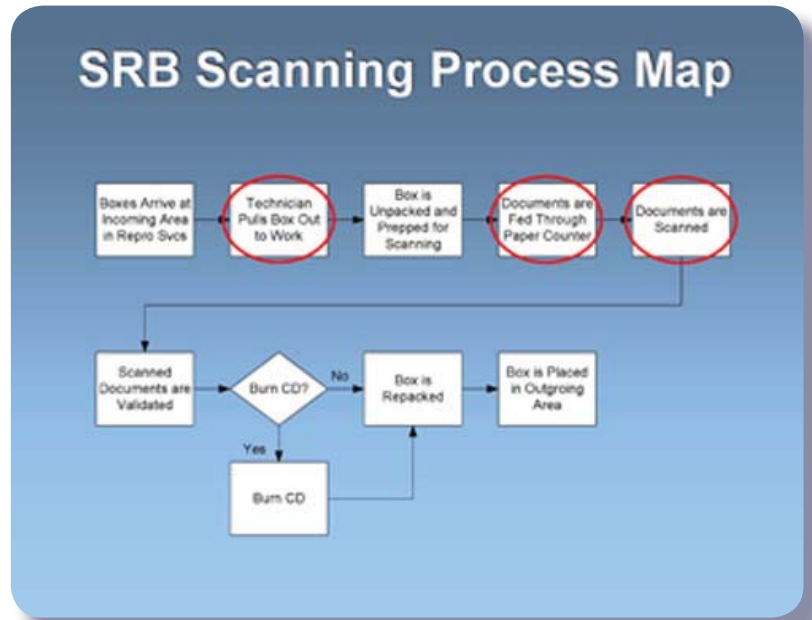 SRB Scanning Process Map
Boxes Arrive at
Incoming Area
in Repro Svcs
Technician
Pulls Box Out
to Work
Box is
Unpacked and
Prepped for
Scanning
Documents are
Fed Through
Paper Counter
Documents are
Scanned
Scanned
Documents are
Validated
Burn CD?
No
Box is
Repacked
Box is Placed
in Outgroing
Area
Yes
Burn CD